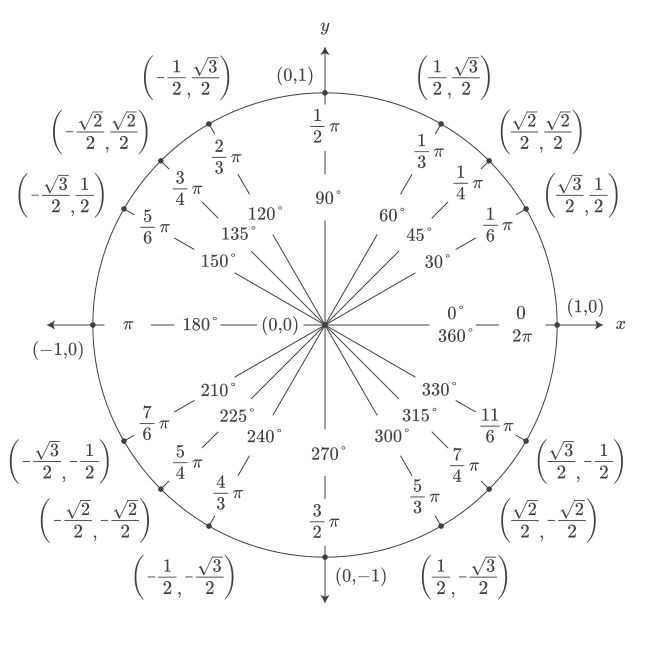 y
(0,1)
(-1/2, √3/2)
(1/2, √3/2)
(-√2/2, √2/2)
(√2/2, √2/2)
(-√3/2, 1/2)
(√3/2, 1/2)
1/2 π
2/3 π
1/3 π
3/4 π
1/4 π
5/6 π
1/6 π
90°
120°
60°
135°
45°
150°
30°
(1,0)
π
180°
(0,0)
0°
360°
0
2π
x
(−1,0)
210°
330°
225°
315°
240°
300°
270°
7/6 π
11/6 π
5/4 π
7/4 π
4/3 π
5/3 π
3/2 π
(-√3/2, -1/2)
(√3/2, -1/2)
(-√2/2, -√2/2)
(√2/2, -√2/2)
(-1/2, -√3/2)
(0,−1)
(1/2, -√3/2)